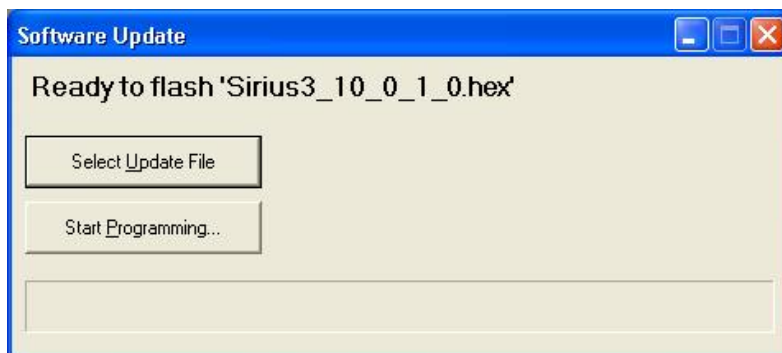 Software Update
Ready to flash 'Sirius3_10_0_1_0.hex'
Select Update File
Start Programming...